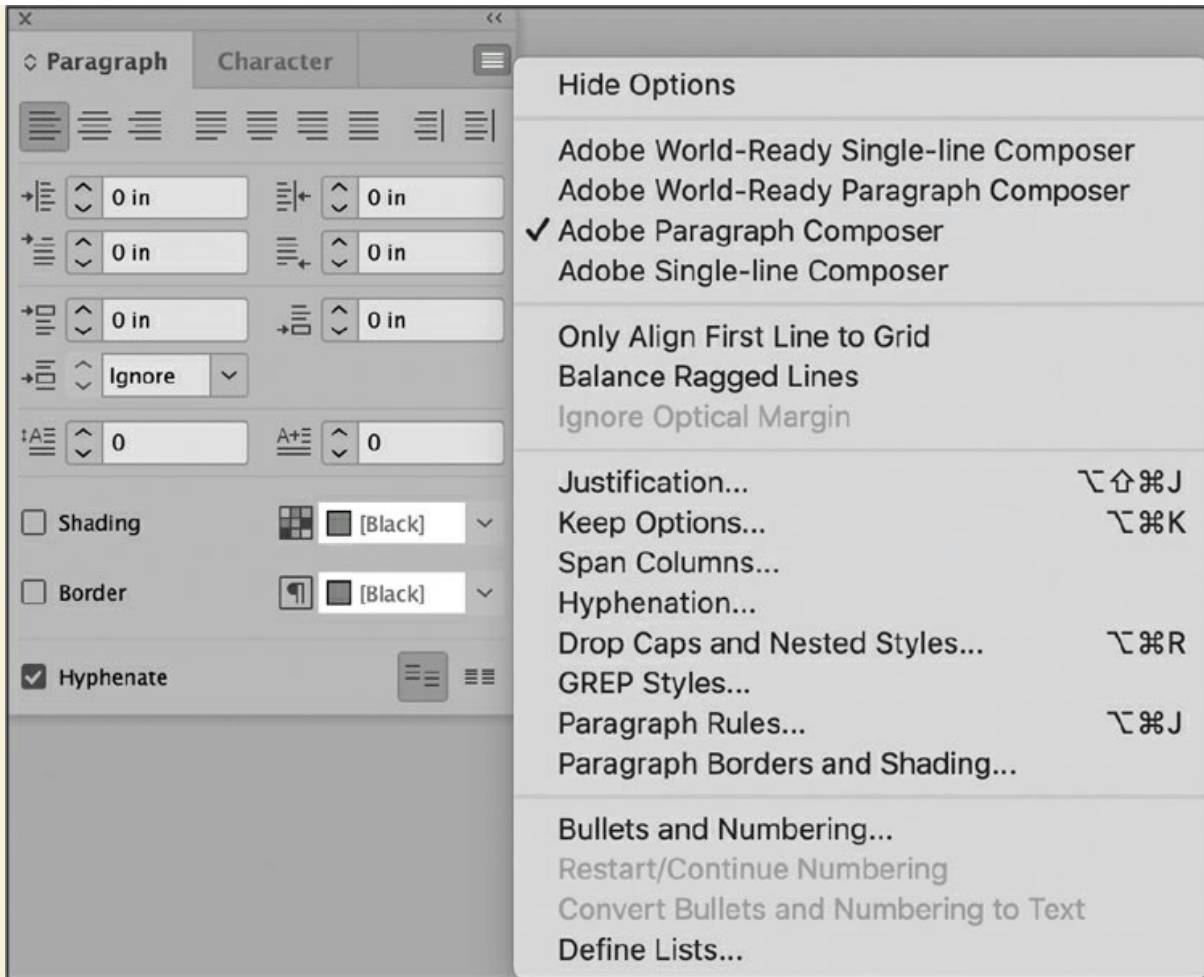 Paragraph Character
0 in 0 in
0 in 0 in
0 in 0 in
Ignore
0 0
Shading [Black]
Border [Black]
Hyphenate
Hide Options
Adobe World-Ready Single-line Composer
Adobe World-Ready Paragraph Composer
✓ Adobe Paragraph Composer
Adobe Single-line Composer
Only Align First Line to Grid
Balance Ragged Lines
Ignore Optical Margin
Justification... ⌥⇧⌘J
Keep Options... ⌥⌘K
Span Columns...
Hyphenation...
Drop Caps and Nested Styles... ⌥⌘R
GREP Styles...
Paragraph Rules... ⌥⌘J
Paragraph Borders and Shading...
Bullets and Numbering...
Restart/Continue Numbering
Convert Bullets and Numbering to Text
Define Lists...